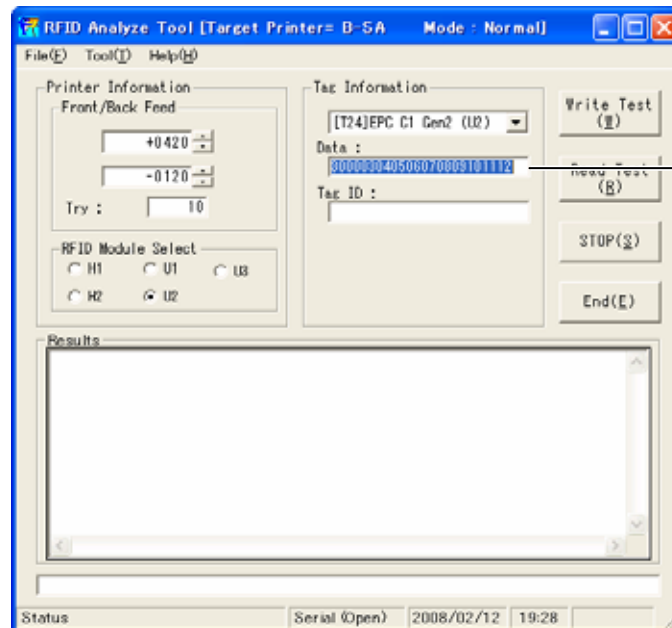 RFID Analyze Tool [Target Printer= B-SA Mode : Normal]
File(F) Tool(T) Help(H)
Printer Information
Front/Back Feed
+0420
-0120
Try : 10
RFID Module Select
H1 U1 U3
H2 U2
Tag Information
[T24]EPC C1 Gen2 (U2)
Data :
Tag ID :
Write Test
(W)
Read Test
(R)
STOP(S)
End(E)
Results
Status Serial (Open) 2008/02/12 19:28